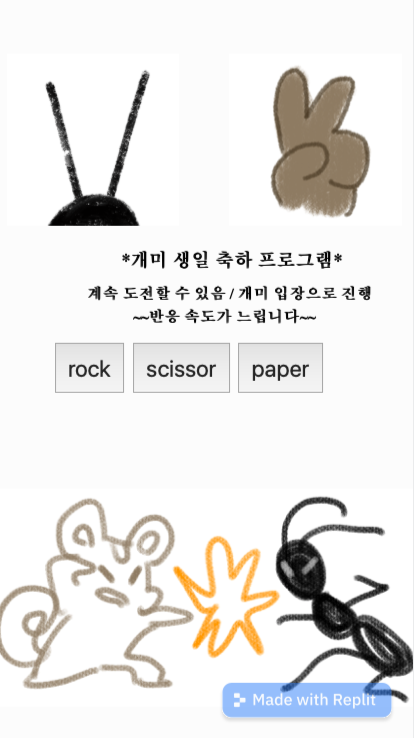 *개미 생일 축하 프로그램*
계속 도전할 수 있음 / 개미 입장으로 진행
~~반응 속도가 느립니다~~
rock scissor paper
Made with Replit